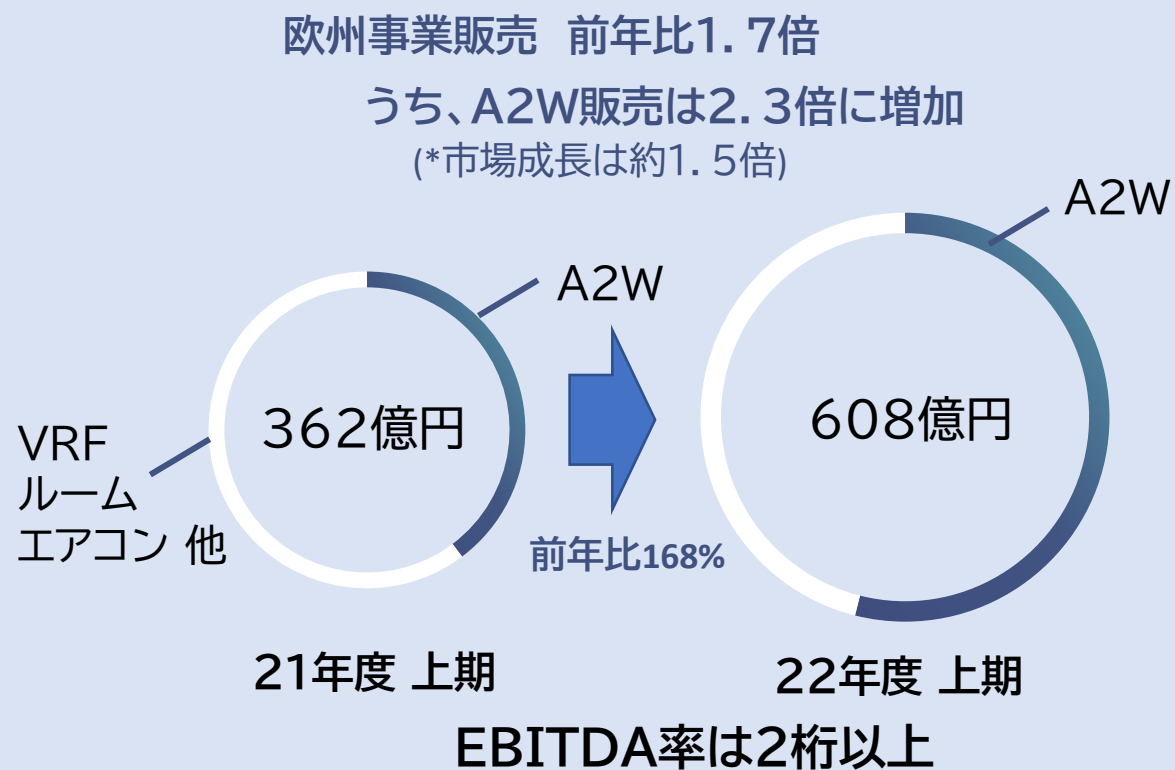 欧州事業販売 前年比1.7倍
うち、A2W販売は2.3倍に増加
(*市場成長は約1.5倍)
A2W
A2W
362億円
608億円
VRF
ルーム
エアコン 他
前年比168%
21年度 上期
22年度 上期
EBITDA率は2桁以上